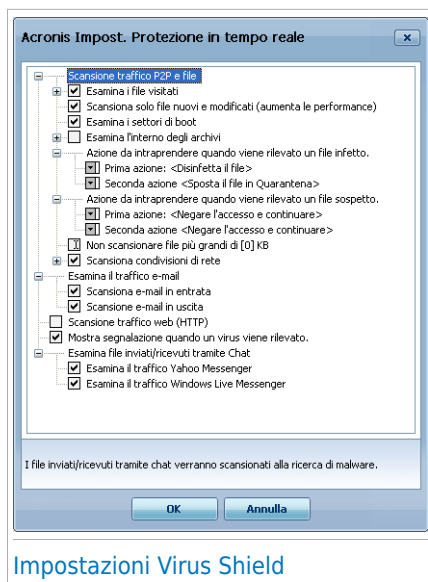 Acronis Impost. Protezione in tempo reale
Scansione traffico P2P e file
Esamina i file visitati
Scansiona solo file nuovi e modificati (aumenta le performance)
Esamina i settori di boot
Esamina l'interno degli archivi
Azione da intraprendere quando viene rilevato un file infetto.
Prima azione: <Disinfetta il file>
Seconda azione <Sposta il file in Quarantena>
Azione da intraprendere quando viene rilevato un file sospetto.
Prima azione: <Negare l'accesso e continuare>
Seconda azione <Negare l'accesso e continuare>
Non scansionare file più grandi di [0] KB
Scansiona condivisioni di rete
Esamina il traffico e-mail
Scansiona e-mail in entrata
Scansione e-mail in uscita
Scansione traffico web (HTTP)
Mostra segnalazione quando un virus viene rilevato.
Esamina file inviati/ricevuti tramite Chat
Esamina il traffico Yahoo Messenger
Esamina il traffico Windows Live Messenger
I file inviati/ricevuti tramite chat verranno scansionati alla ricerca di malware.
OK Annulla
Impostazioni Virus Shield